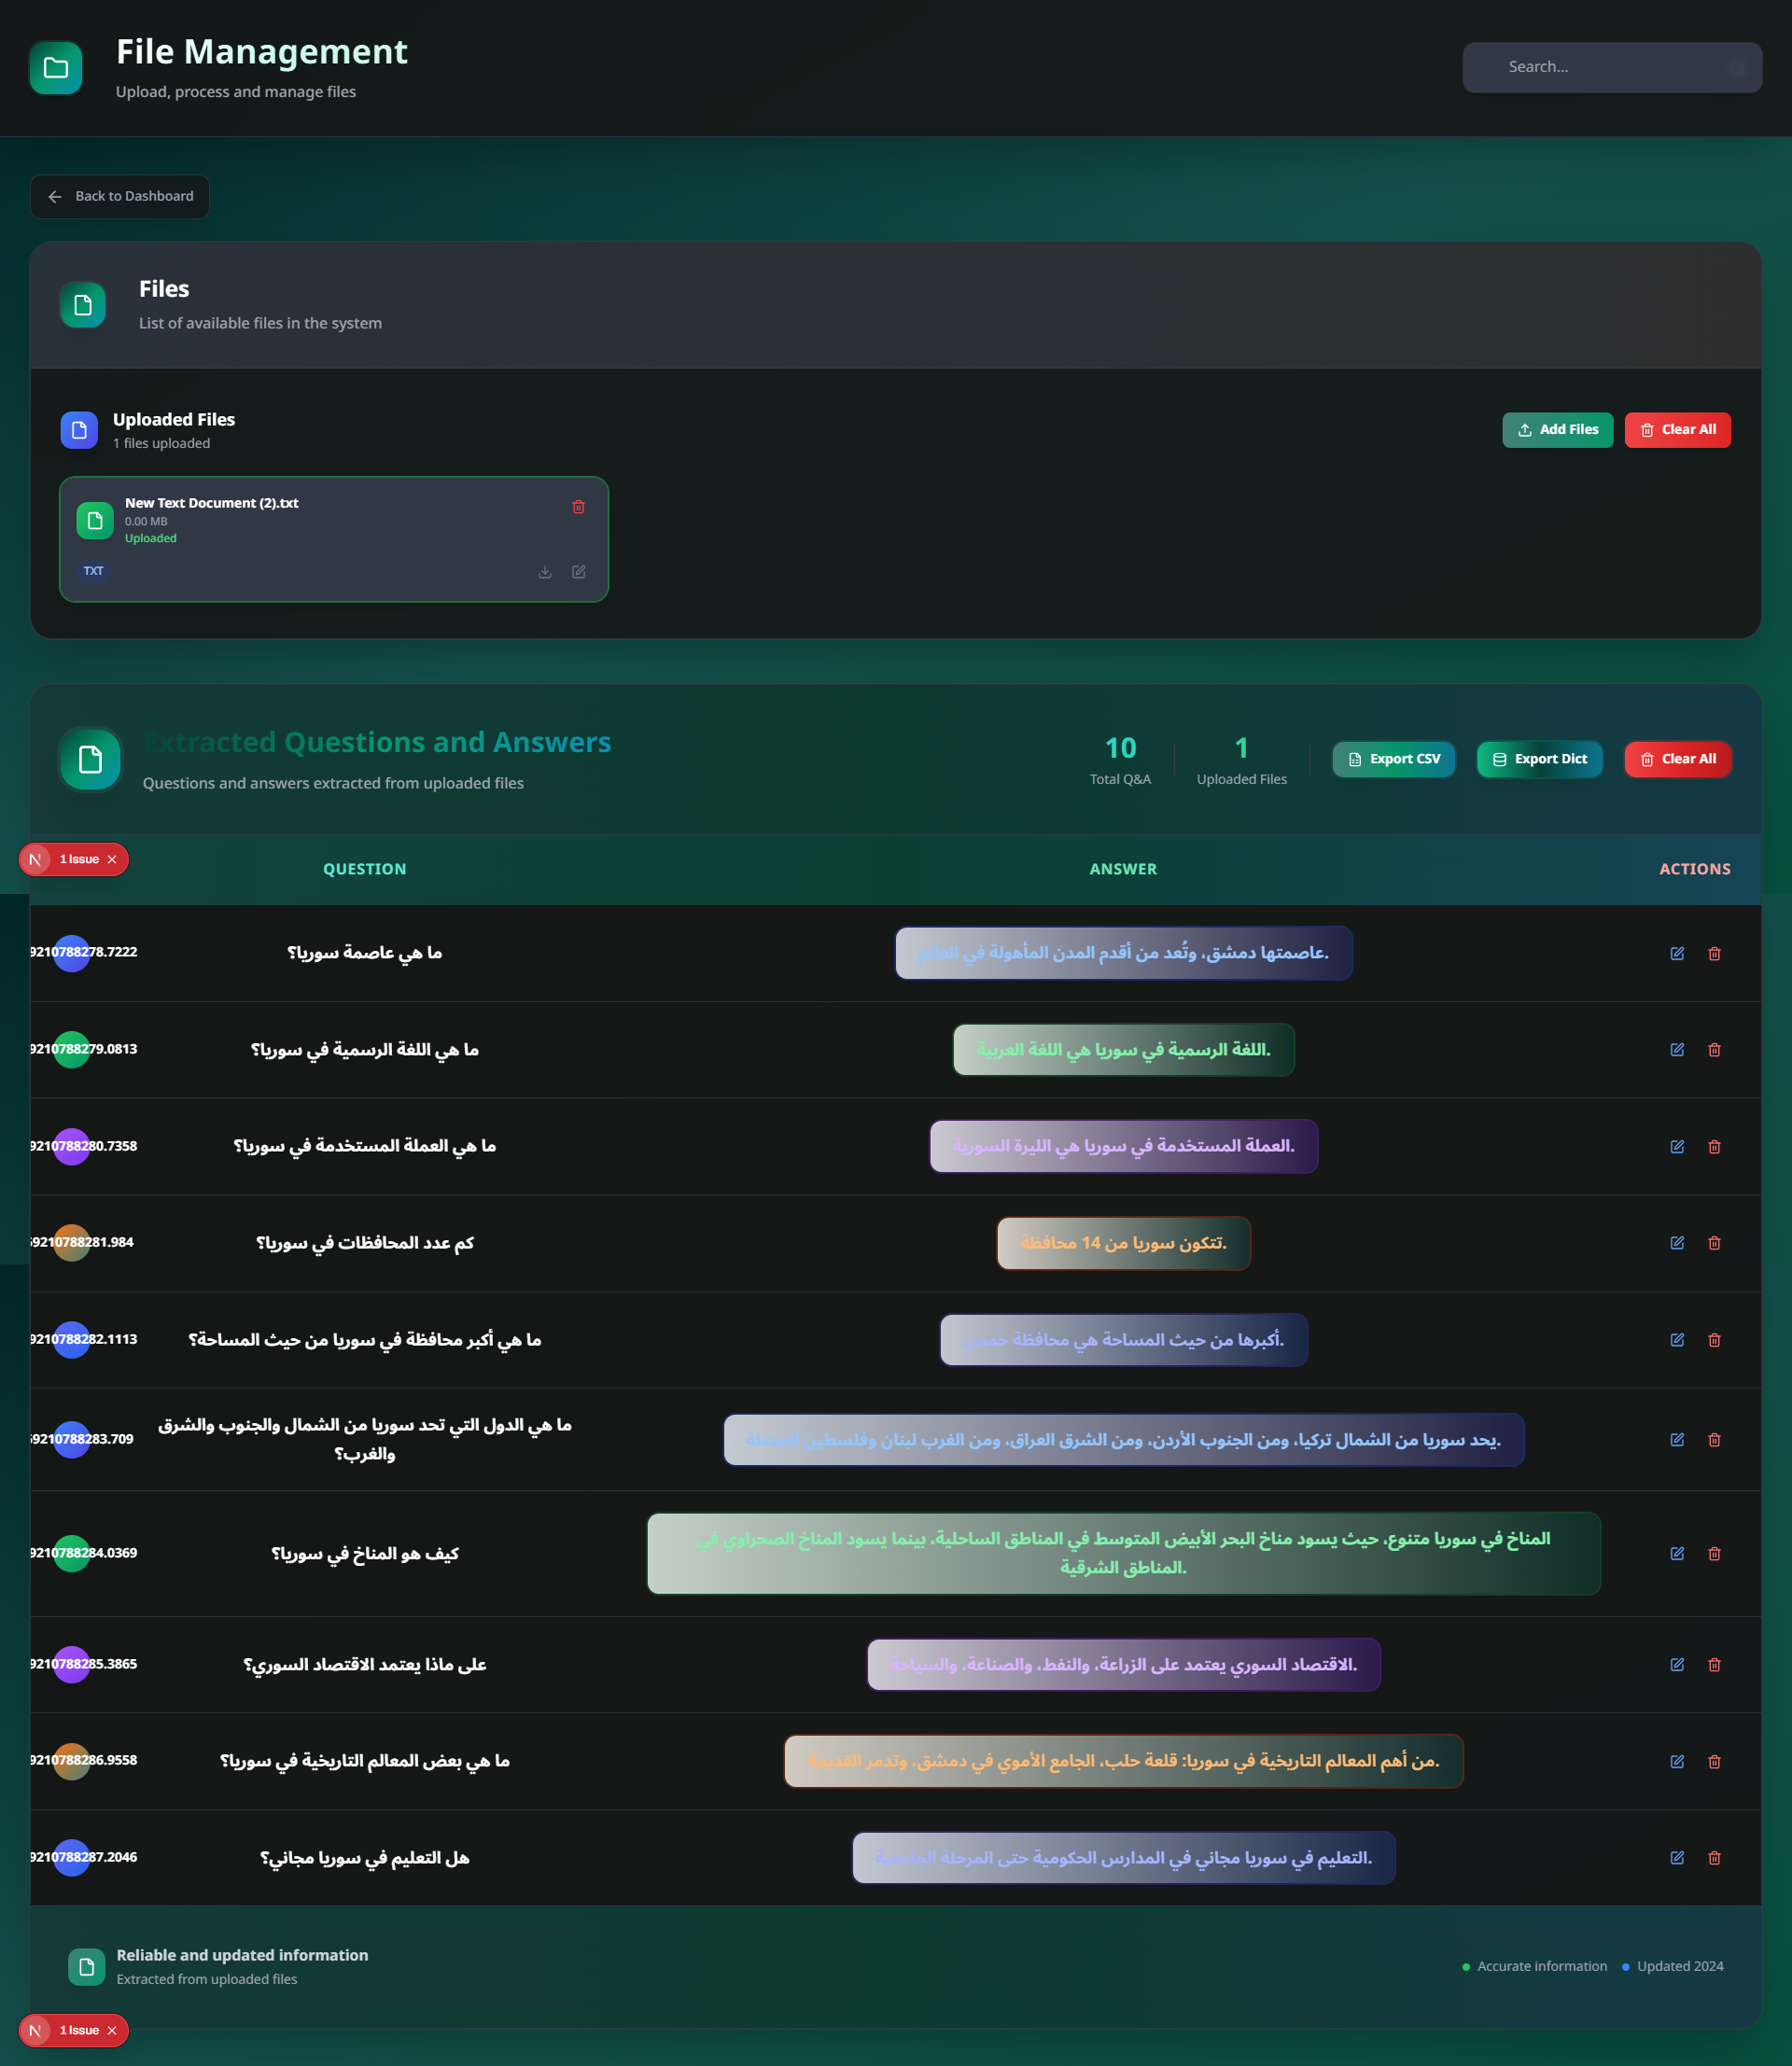 File Management
Upload, process and manage files
Search...
Back to Dashboard
Files
List of available files in the system
Uploaded Files
1 files uploaded
Add Files
Clear All
New Text Document (2).txt
0.00 MB
Uploaded
TXT
Extracted Questions and Answers
Questions and answers extracted from uploaded files
10
Total Q&A
1
Uploaded Files
Export CSV
Export Dict
Clear All
1 Issue
QUESTION
ANSWER
ACTIONS
9210788278.7222
ما هي عاصمة سوريا؟
عاصمتها دمشق، وتُعد من أقدم المدن المأهولة في العالم.
9210788279.0813
ما هي اللغة الرسمية في سوريا؟
اللغة الرسمية في سوريا هي اللغة العربية.
9210788280.7358
ما هي العملة المستخدمة في سوريا؟
العملة المستخدمة في سوريا هي الليرة السورية.
9210788281.984
كم عدد المحافظات في سوريا؟
تتكون سوريا من 14 محافظة.
9210788282.1113
ما هي أكبر محافظة في سوريا من حيث المساحة؟
أكبرها من حيث المساحة هي محافظة حمص.
9210788283.709
ما هي الدول التي تحد سوريا من الشمال والجنوب والشرق
والغرب؟
يحد سوريا من الشمال تركيا، ومن الجنوب الأردن، ومن الشرق العراق، ومن الغرب لبنان وفلسطين المحتلة.
9210788284.0369
كيف هو المناخ في سوريا؟
المناخ في سوريا متنوع، حيث يسود مناخ البحر الأبيض المتوسط في المناطق الساحلية، بينما يسود المناخ الصحراوي في
المناطق الشرقية.
9210788285.3865
على ماذا يعتمد الاقتصاد السوري؟
الاقتصاد السوري يعتمد على الزراعة، والنفط، والصناعة، والسياحة.
9210788286.9558
ما هي بعض المعالم التاريخية في سوريا؟
من أهم المعالم التاريخية في سوريا: قلعة حلب، الجامع الأموي في دمشق، وتدمر القديمة.
9210788287.2046
هل التعليم في سوريا مجاني؟
التعليم في سوريا مجاني في المدارس الحكومية حتى المرحلة الجامعية.
Reliable and updated information
Extracted from uploaded files
Accurate information
Updated 2024
1 Issue